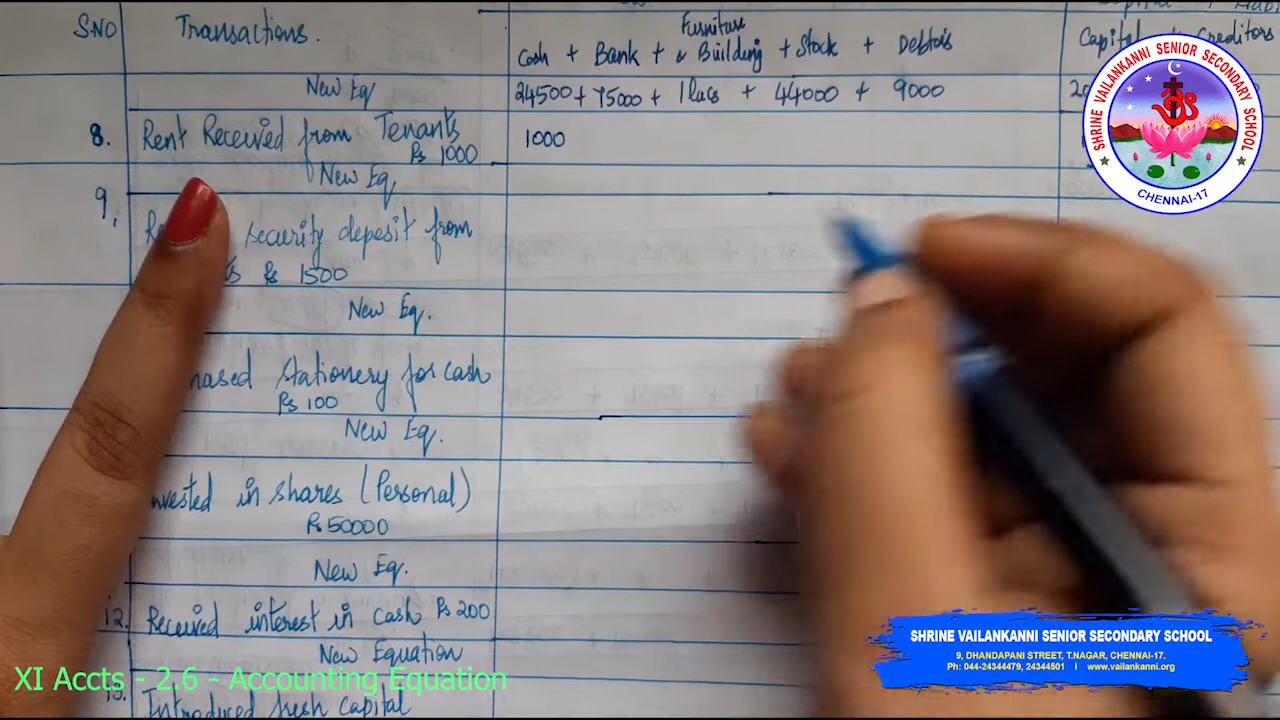 S.NO Transactions. Furniture
Cash + Bank + & Building + Stock + Debtors Capital + Creditors
New Eq 24500 + 75000 + 1 Lacs + 44000 + 9000
8. Rent Received from Tenants 1000
Rs 1000
New Eq
9. security deposit from
Rs 1500
New Eq.
Stationery for cash
Rs 100
New Eq.
Invested in shares (Personal)
Rs 50000
New Eq.
12. Received interest in cash Rs 200
New Equation
Introduced fresh capital
SHRINE VAILANKANNI SENIOR SECONDARY SCHOOL
CHENNAI-17
SHRINE VAILANKANNI SENIOR SECONDARY SCHOOL
9, DHANDAPANI STREET, T.NAGAR, CHENNAI-17.
Ph: 044-24344479, 24344501 I www.vailankanni.org
XI Accts - 2.6 - Accounting Equation